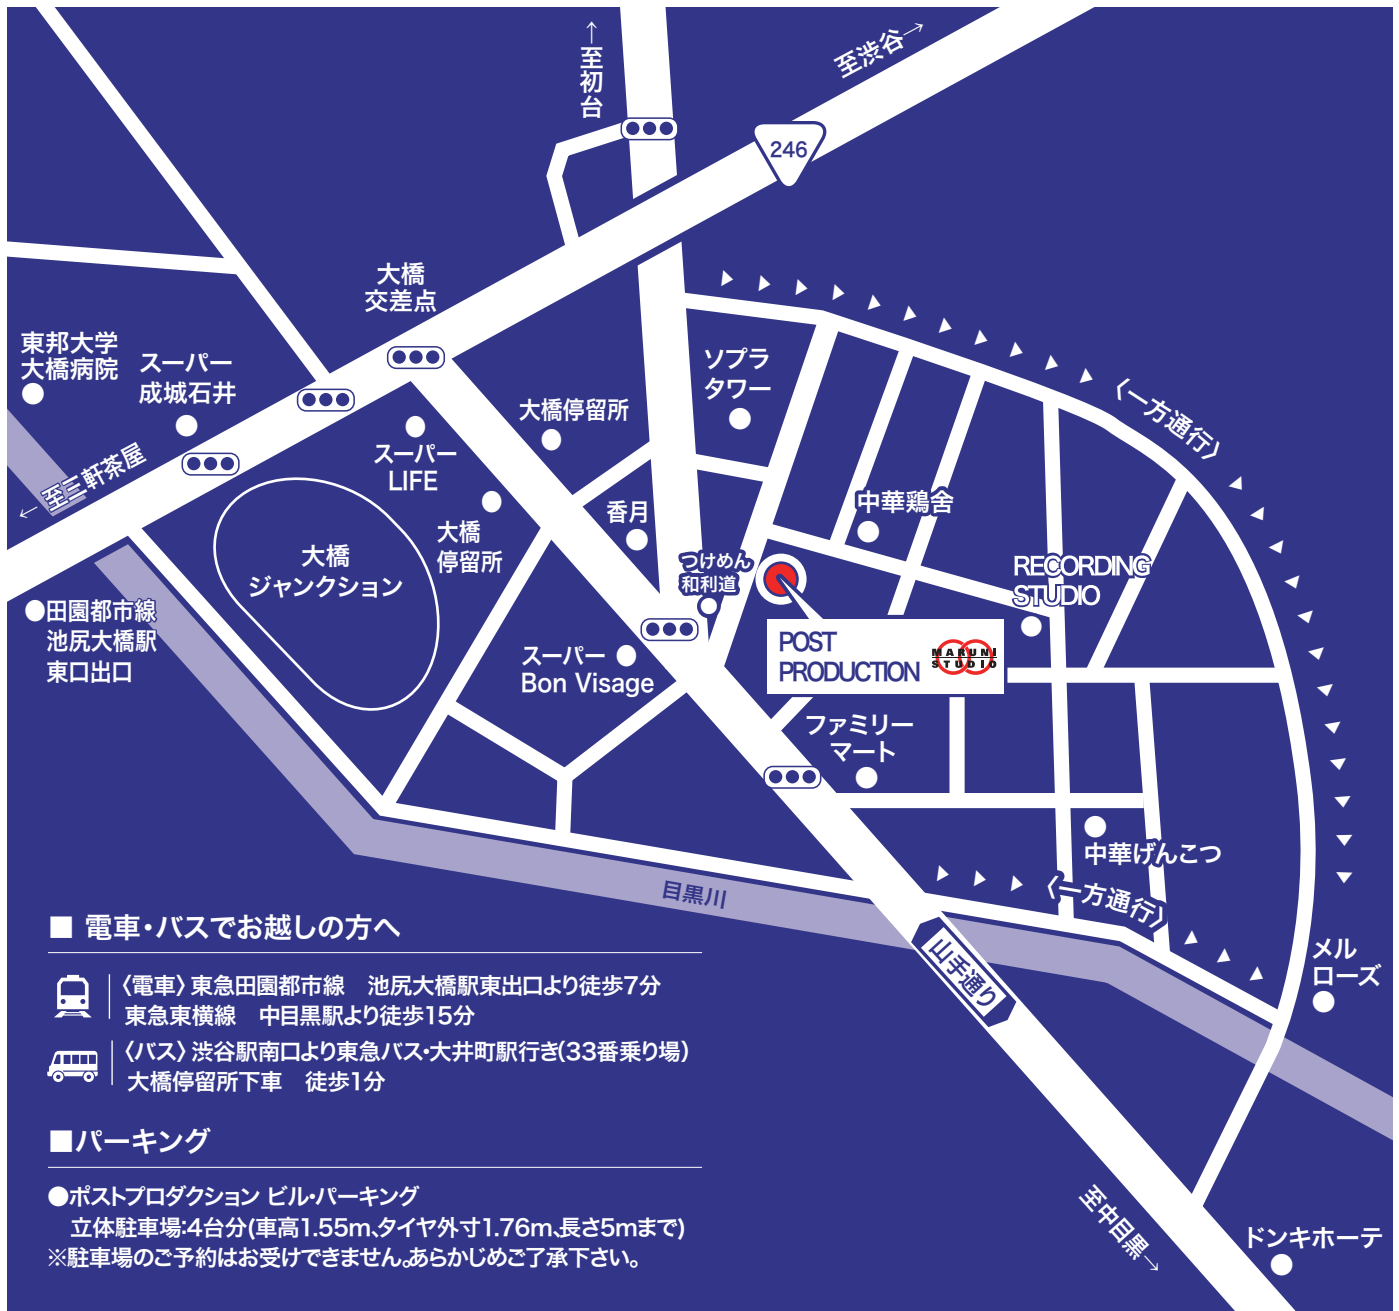 ←至初台
至渋谷→
246
大橋
交差点
東邦大学
大橋病院
スーパー
成城石井
ソプラ
タワー
大橋停留所
〈一方通行〉
←至三軒茶屋
スーパー
LIFE
香月
中華鶏舎
大橋
停留所
大橋
ジャンクション
つけめん
和利道
RECORDING
STUDIO
田園都市線
池尻大橋駅
東口出口
POST
PRODUCTION
MARUNI
STUDIO
スーパー
Bon Visage
ファミリー
マート
中華げんこつ
〈一方通行〉
目黒川
山手通り
メル
ローズ
■ 電車・バスでお越しの方へ
〈電車〉東急田園都市線　池尻大橋駅東出口より徒歩7分
東急東横線　中目黒駅より徒歩15分
〈バス〉渋谷駅南口より東急バス・大井町駅行き(33番乗り場)
大橋停留所下車　徒歩1分
■パーキング
●ポストプロダクション ビル・パーキング
立体駐車場:4台分(車高1.55m、タイヤ外寸1.76m、長さ5mまで)
※駐車場のご予約はお受けできません。あらかじめご了承下さい。
至中目黒→
ドンキホーテ